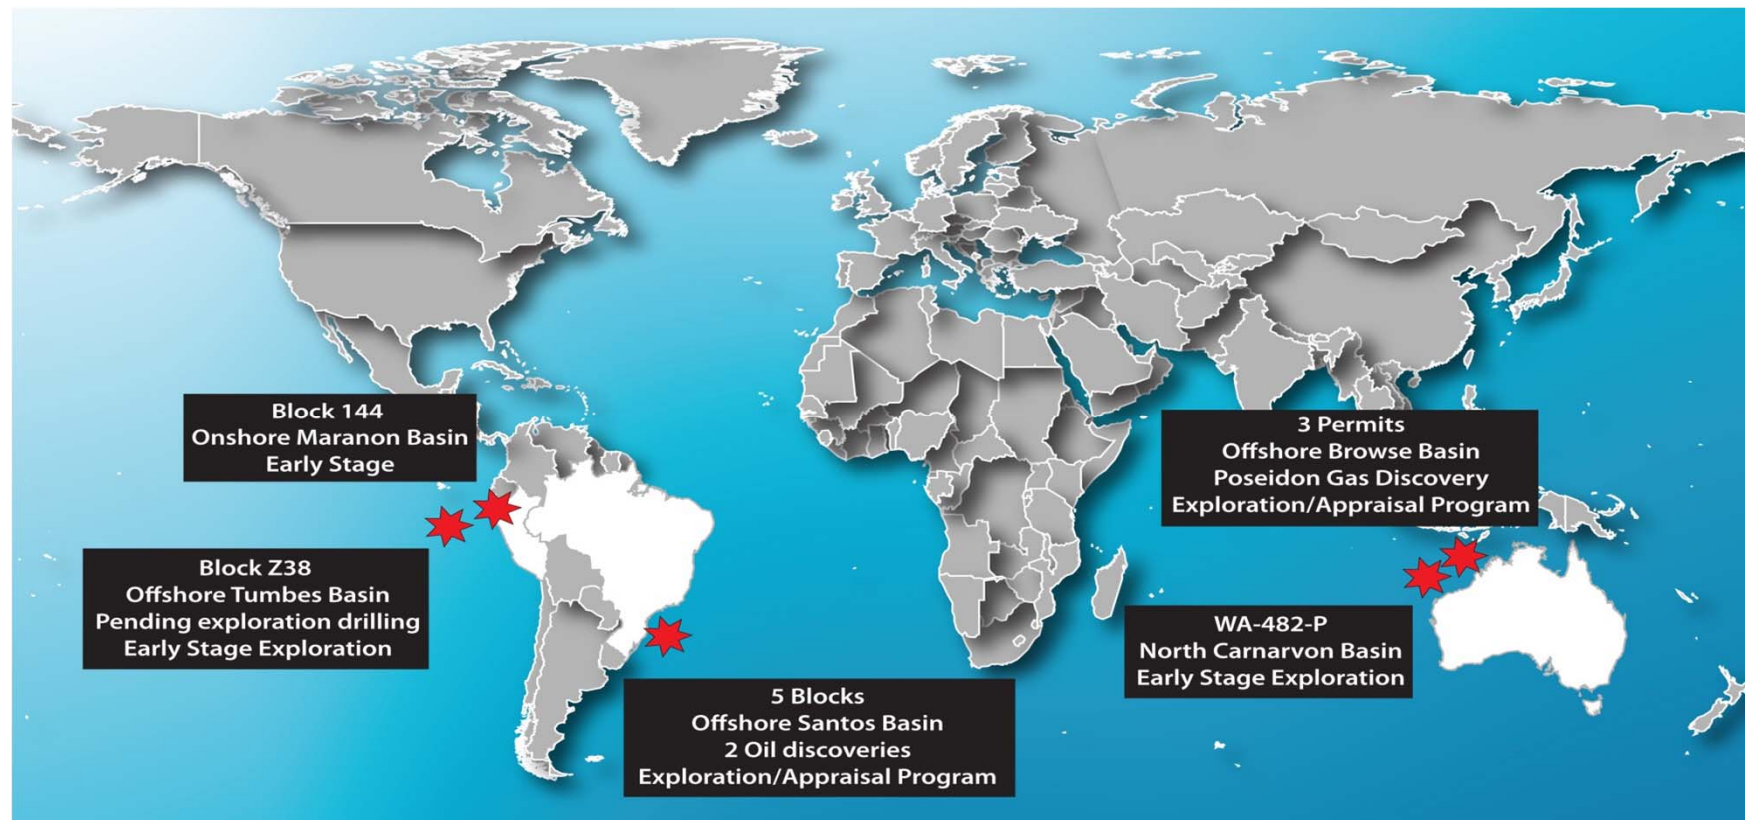 Block 144
Onshore Maranon Basin
Early Stage
Block Z38
Offshore Tumbes Basin
Pending exploration drilling
Early Stage Exploration
5 Blocks
Offshore Santos Basin
2 Oil discoveries
Exploration/Appraisal Program
3 Permits
Offshore Browse Basin
Poseidon Gas Discovery
Exploration/Appraisal Program
WA-482-P
North Carnarvon Basin
Early Stage Exploration